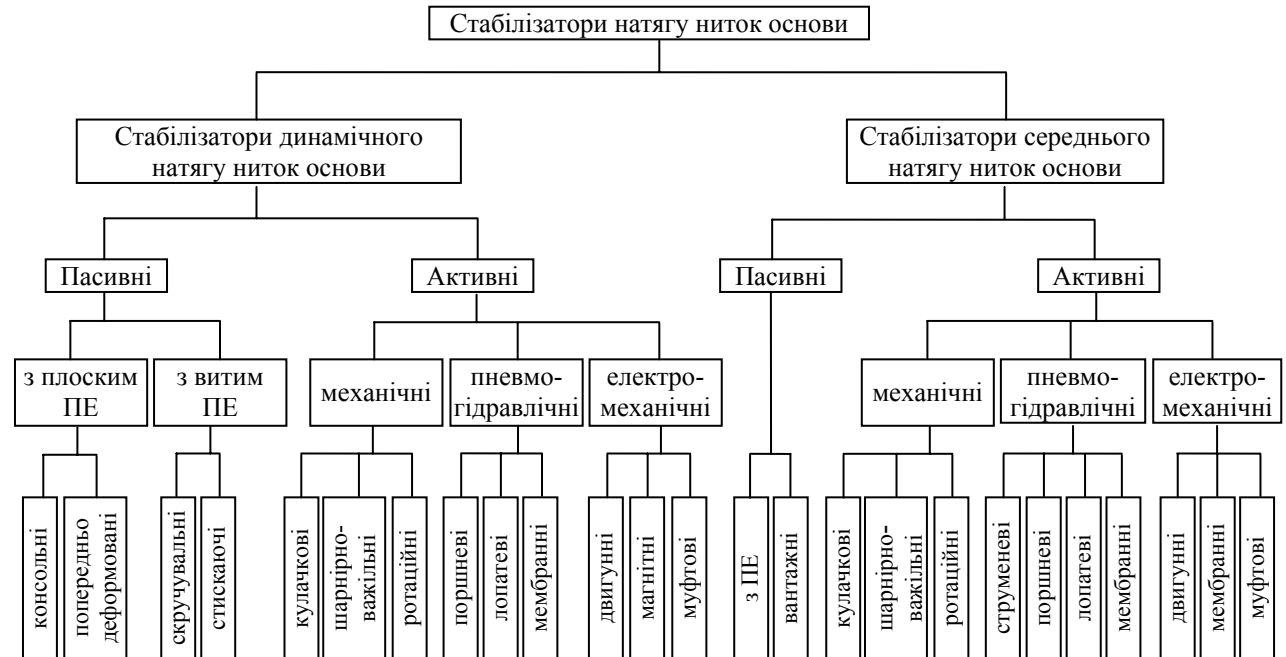 Стабілізатори натягу ниток основи
Стабілізатори динамічного
натягу ниток основи
Стабілізатори середнього
натягу ниток основи
Пасивні
Активні
Пасивні
Активні
з плоским
ПЕ
з витим
ПЕ
механічні
пневмо-
гідравлічні
електро-
механічні
механічні
пневмо-
гідравлічні
електро-
механічні
консольні
попередньо
деформовані
скручувальні
стискаючі
кулачкові
шарнірно-
важільні
ротаційні
поршневі
лопатеві
мембранні
двигунні
магнітні
муфтові
з ПЕ
вантажні
кулачкові
шарнірно-
важільні
ротаційні
струменеві
поршневі
лопатеві
мембранні
двигунні
мембранні
муфтові